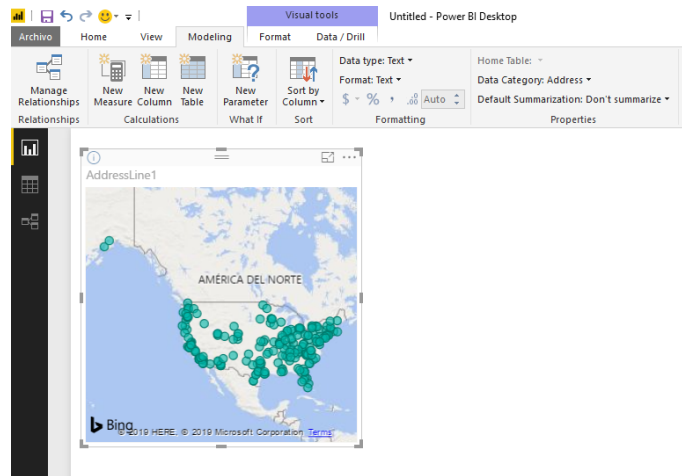 Visual tools
Untitled - Power BI Desktop
Archivo
Home
View
Modeling
Format
Data / Drill
Manage
Relationships
New
Measure
New
Column
New
Table
New
Parameter
Sort by
Column
Data type: Text
Format: Text
$ % , .00 Auto
Home Table:
Data Category: Address
Default Summarization: Don't summarize
Relationships
Calculations
What If
Sort
Formatting
Properties
AddressLine1
AMÉRICA DEL NORTE
Bing
© 2019 HERE. © 2019 Microsoft Corporation Terms